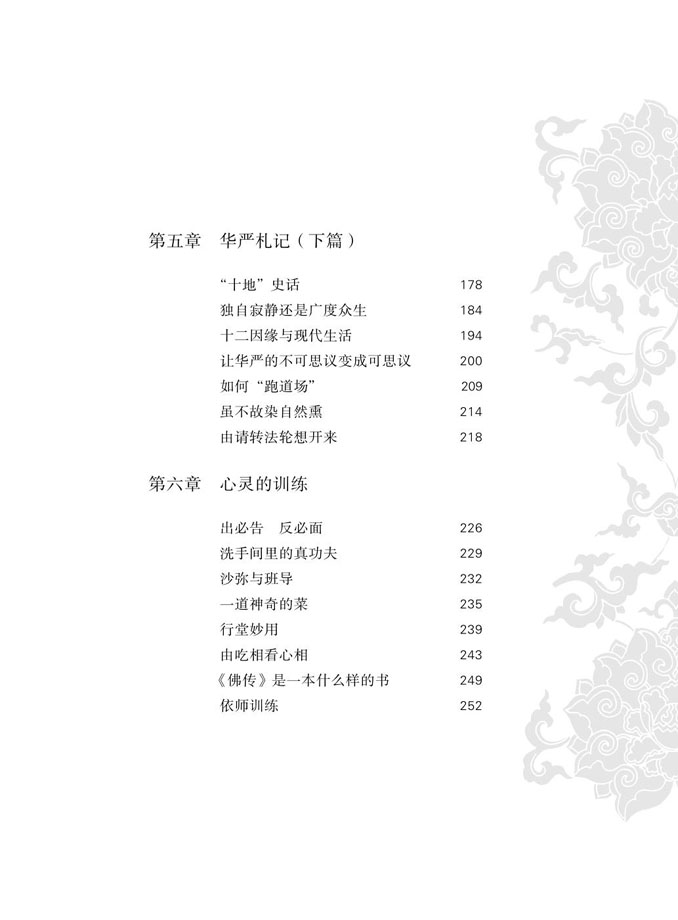 第五章　华严札记（下篇）
“十地”史话 178
独自寂静还是广度众生 184
十二因缘与现代生活 194
让华严的不可思议变成可思议 200
如何“跑道场” 209
虽不故染自然熏 214
由请转法轮想开来 218
第六章　心灵的训练
出必告　反必面 226
洗手间里的真功夫 229
沙弥与班导 232
一道神奇的菜 235
行堂妙用 239
由吃相看心相 243
《佛传》是一本什么样的书 249
依师训练 252